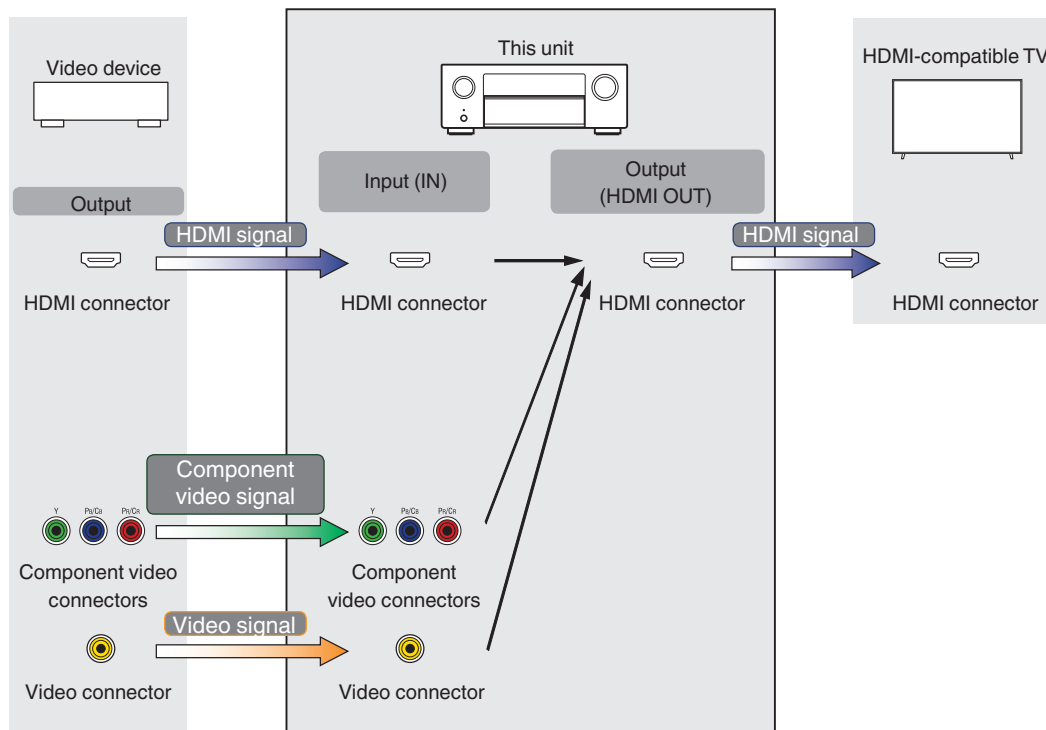 Video device
This unit
HDMI-compatible TV
Output
Input (IN)
Output
(HDMI OUT)
HDMI signal
HDMI signal
HDMI connector
HDMI connector
HDMI connector
HDMI connector
Component
video signal
Y PB/CB PR/CR
Y PB/CB PR/CR
Component video
connectors
Component
video connectors
Video signal
Video connector
Video connector